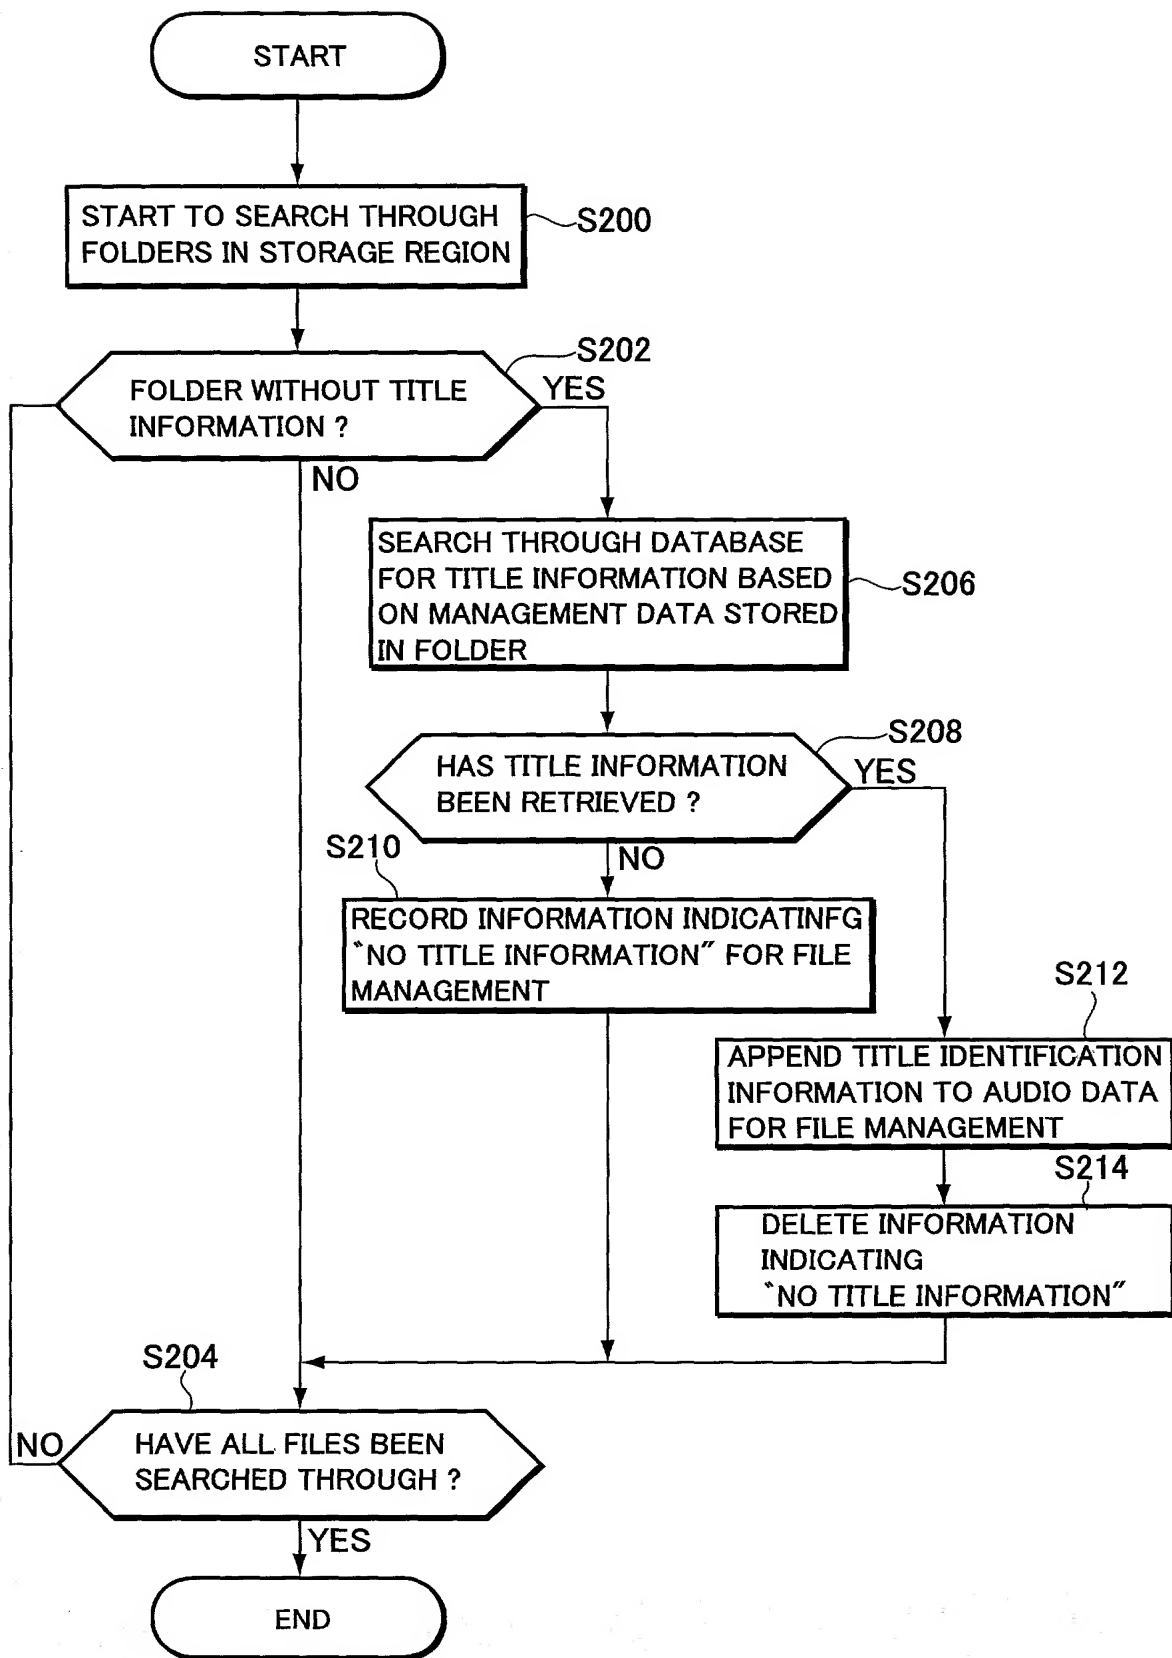 START
START TO SEARCH THROUGH
FOLDERS IN STORAGE REGION
S200
S202
FOLDER WITHOUT TITLE
INFORMATION ?
YES
NO
SEARCH THROUGH DATABASE
FOR TITLE INFORMATION BASED
ON MANAGEMENT DATA STORED
IN FOLDER
S206
S208
HAS TITLE INFORMATION
BEEN RETRIEVED ?
YES
NO
S210
RECORD INFORMATION INDICATINFG
“NO TITLE INFORMATION” FOR FILE
MANAGEMENT
S212
APPEND TITLE IDENTIFICATION
INFORMATION TO AUDIO DATA
FOR FILE MANAGEMENT
S214
DELETE INFORMATION
INDICATING
“NO TITLE INFORMATION”
S204
HAVE ALL FILES BEEN
SEARCHED THROUGH ?
NO
YES
END